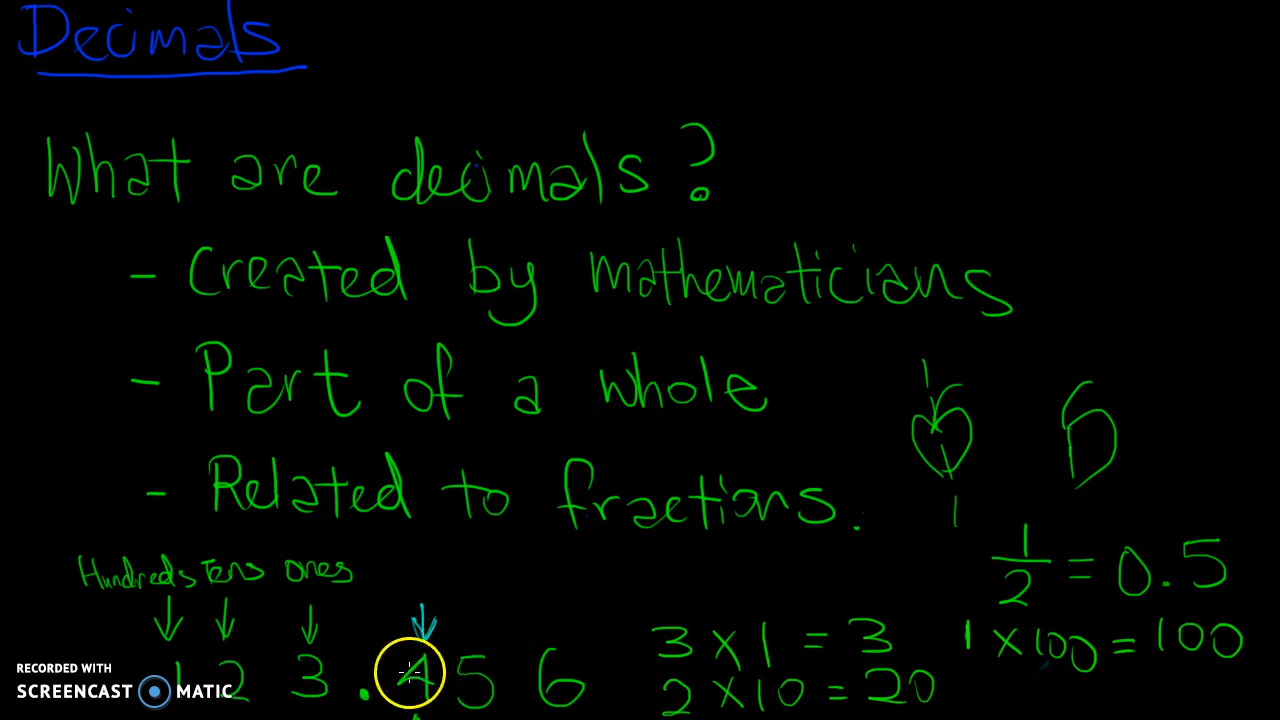 Decimals
What are decimals?
- Created by mathematicians
- Part of a whole
- Related to fractions.
1/2 = 0.5
Hundreds Tens ones
1 2 3 . 4 5 6
3 x 1 = 3
1 x 100 = 100
2 x 10 = 20
RECORDED WITH
SCREENCAST MATIC